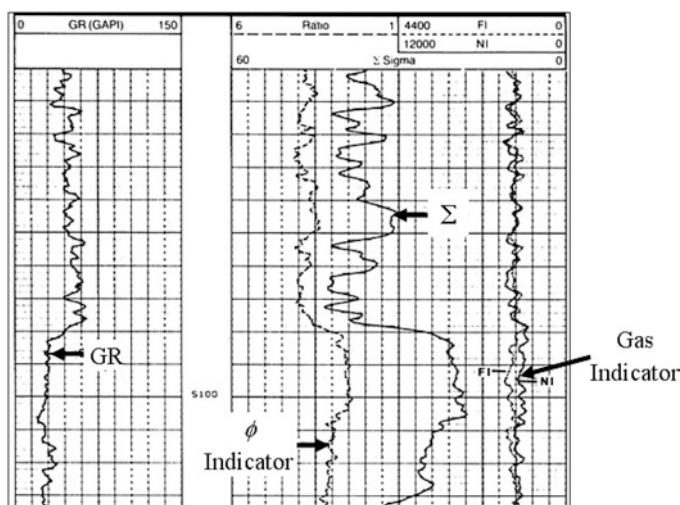 0 GR (GAPI) 150
6 Ratio 1
4400 FI 0
12000 NI 0
60 Σ Sigma 0
Σ
GR
Gas
Indicator
FI
NI
5100
ϕ
Indicator